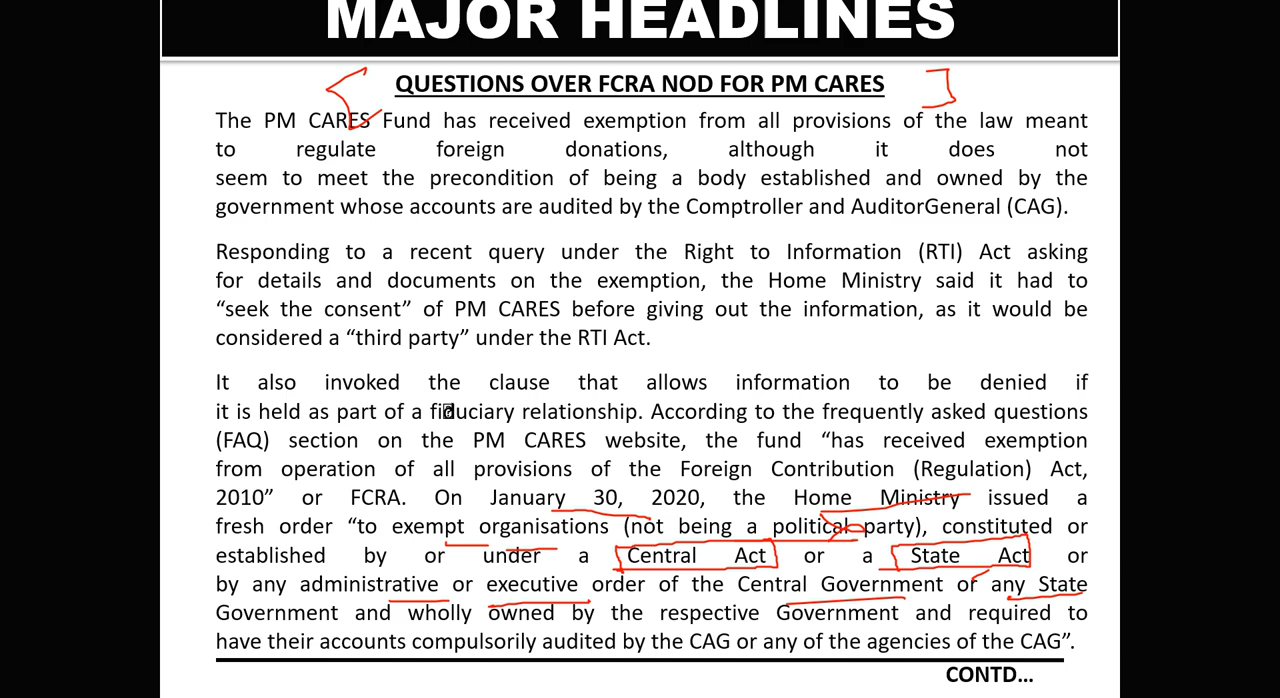 MAJOR HEADLINES
QUESTIONS OVER FCRA NOD FOR PM CARES
The PM CARES Fund has received exemption from all provisions of the law meant
to regulate foreign donations, although it does not
seem to meet the precondition of being a body established and owned by the
government whose accounts are audited by the Comptroller and AuditorGeneral (CAG).
Responding to a recent query under the Right to Information (RTI) Act asking
for details and documents on the exemption, the Home Ministry said it had to
“seek the consent” of PM CARES before giving out the information, as it would be
considered a “third party” under the RTI Act.
It also invoked the clause that allows information to be denied if
it is held as part of a fiduciary relationship. According to the frequently asked questions
(FAQ) section on the PM CARES website, the fund “has received exemption
from operation of all provisions of the Foreign Contribution (Regulation) Act,
2010” or FCRA. On January 30, 2020, the Home Ministry issued a
fresh order “to exempt organisations (not being a political party), constituted or
established by or under a Central Act or a State Act or
by any administrative or executive order of the Central Government or any State
Government and wholly owned by the respective Government and required to
have their accounts compulsorily audited by the CAG or any of the agencies of the CAG”.
CONTD...